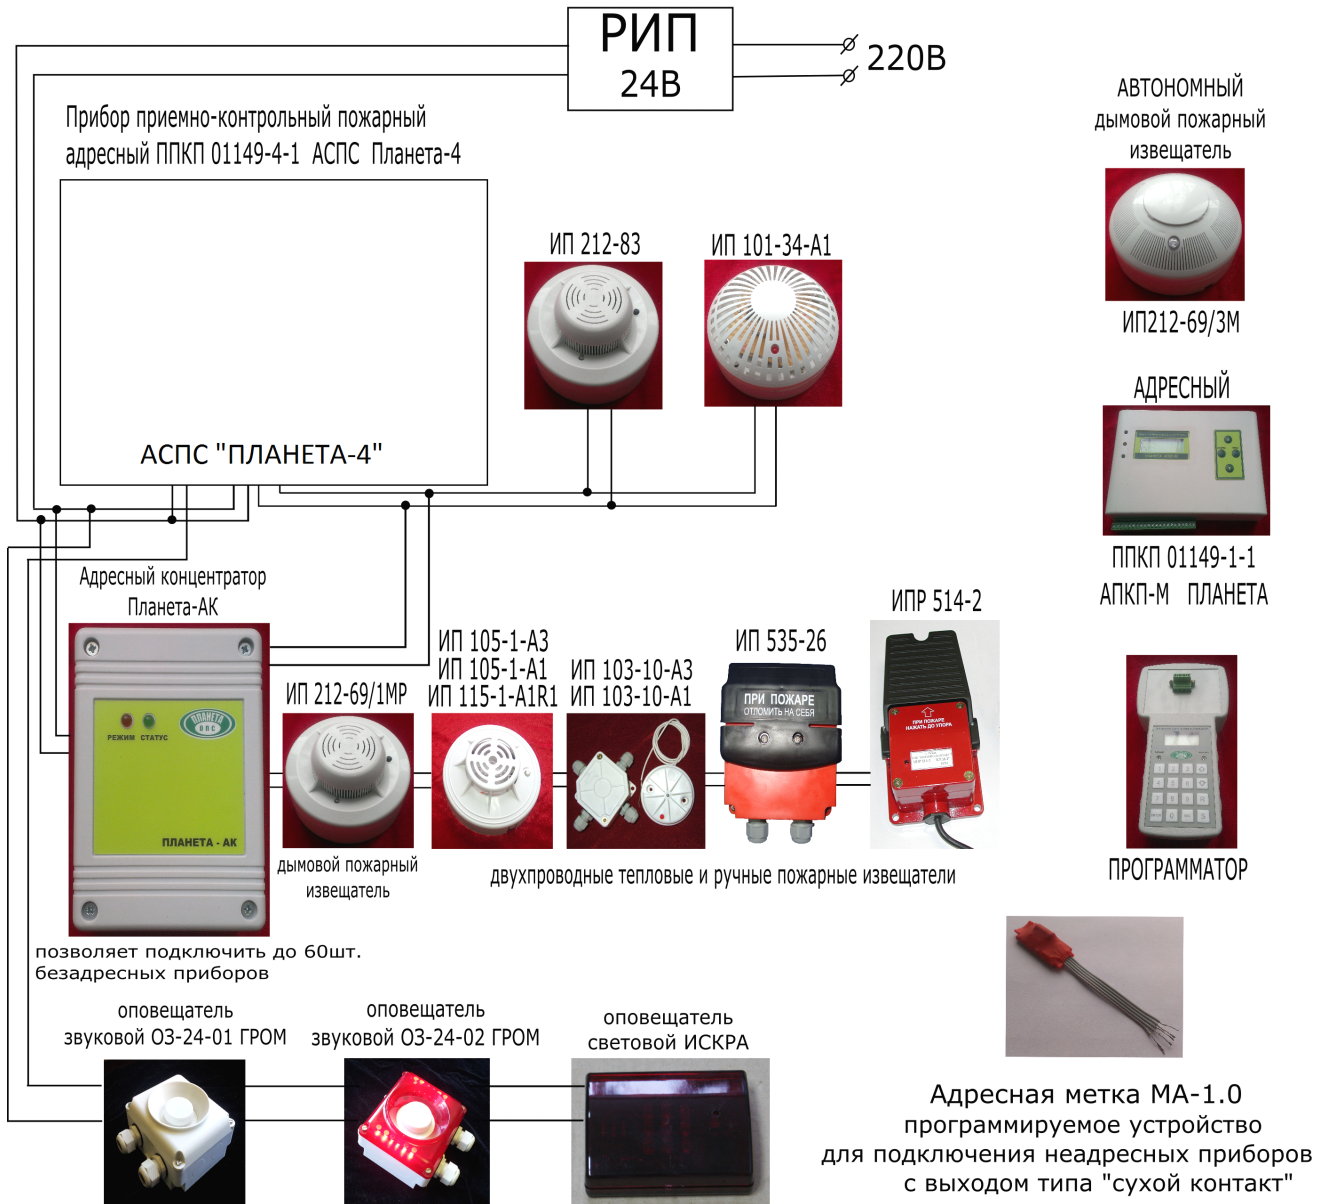 РИП
24В
220В
Прибор приемно-контрольный пожарный
адресный ППКП 01149-4-1 АСПС Планета-4
АСПС "ПЛАНЕТА-4"
ИП 212-83
ИП 101-34-А1
АВТОНОМНЫЙ
дымовой пожарный
извещатель
ИП212-69/3М
АДРЕСНЫЙ
ППКП 01149-1-1
АПКП-М ПЛАНЕТА
Адресный концентратор
Планета-АК
РЕЖИМ СТАТУС
ПЛАНЕТА
ОПС
ПЛАНЕТА - АК
позволяет подключить до 60шт.
безадресных приборов
ИП 212-69/1МР
дымовой пожарный
извещатель
ИП 105-1-А3
ИП 105-1-А1
ИП 115-1-А1R1
ИП 103-10-А3
ИП 103-10-А1
ИП 535-26
ПРИ ПОЖАРЕ
ОТЛОМИТЬ НА СЕБЯ
ИПР 514-2
ПРИ ПОЖАРЕ
НАЖАТЬ ДО УПОРА
двухпроводные тепловые и ручные пожарные извещатели
ПРОГРАММАТОР
оповещатель
звуковой ОЗ-24-01 ГРОМ
оповещатель
звуковой ОЗ-24-02 ГРОМ
оповещатель
световой ИСКРА
Адресная метка МА-1.0
программируемое устройство
для подключения неадресных приборов
с выходом типа "сухой контакт"